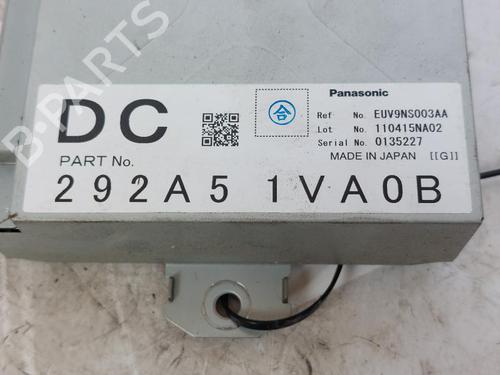 B-PARTS
DC
合
Panasonic
Ref No. EUV9NS003AA
Lot No. 110415NA02
Serial No. 0135227
MADE IN JAPAN [[G]]
PART No.
292A5 1VA0B